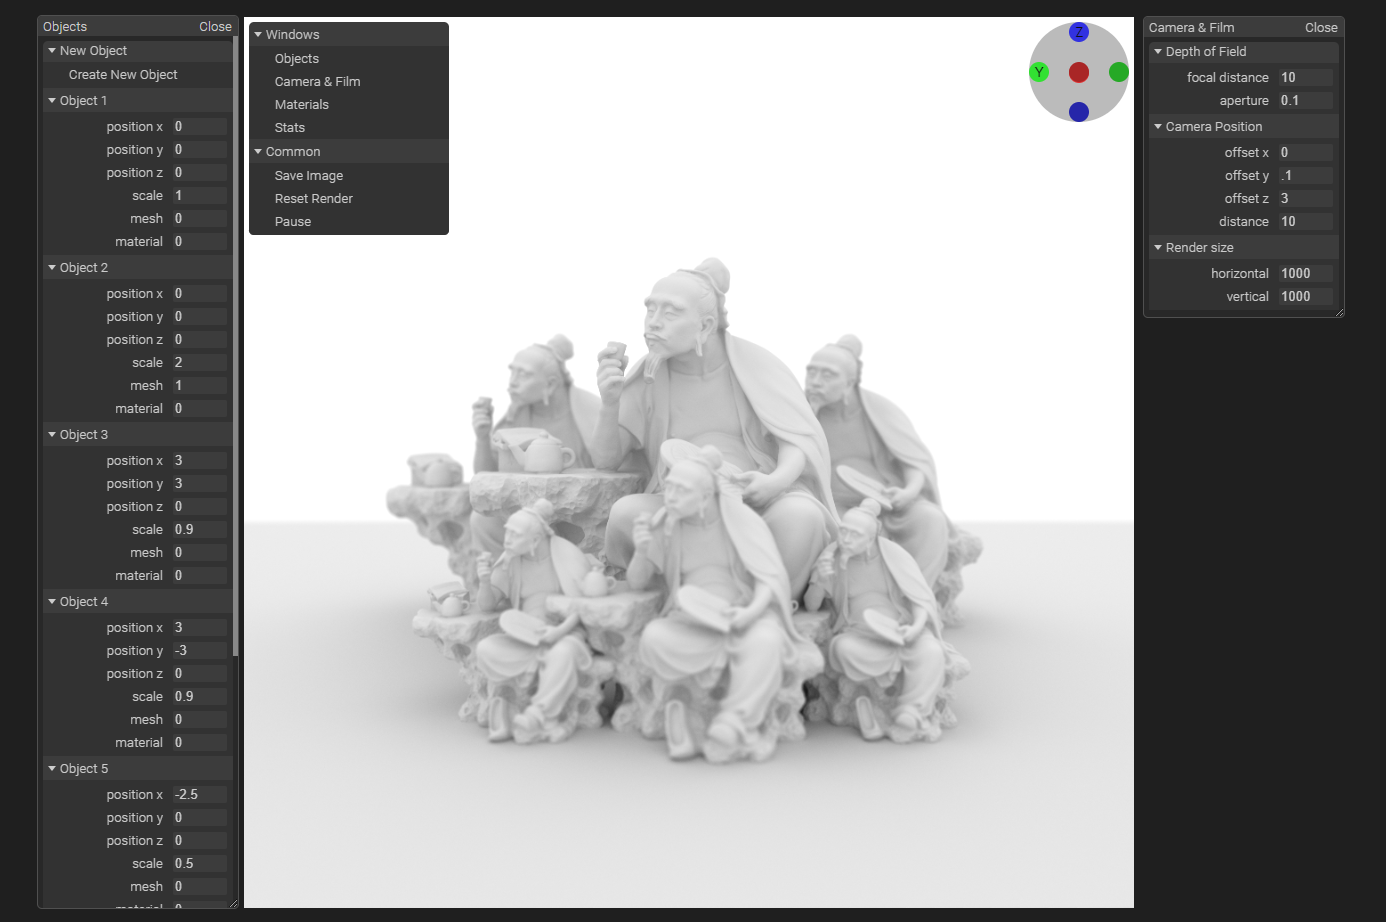 Objects Close
New Object
Create New Object
Object 1
position x 0
position y 0
position z 0
scale 1
mesh 0
material 0
Object 2
position x 0
position y 0
position z 0
scale 2
mesh 1
material 0
Object 3
position x 3
position y 3
position z 0
scale 0.9
mesh 0
material 0
Object 4
position x 3
position y -3
position z 0
scale 0.9
mesh 0
material 0
Object 5
position x -2.5
position y 0
position z 0
scale 0.5
mesh 0
Windows
Objects
Camera & Film
Materials
Stats
Common
Save Image
Reset Render
Pause
Z
Y
Camera & Film Close
Depth of Field
focal distance 10
aperture 0.1
Camera Position
offset x 0
offset y .1
offset z 3
distance 10
Render size
horizontal 1000
vertical 1000